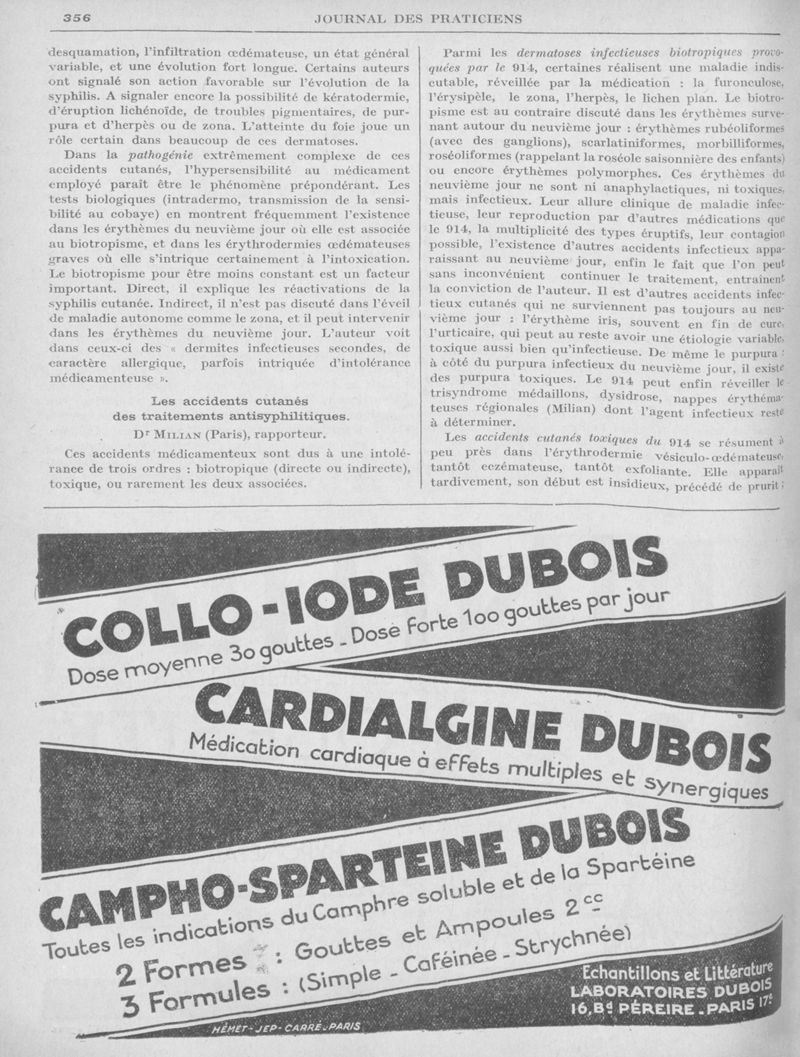 356
JOURNAL DES PRATICIENS
desquamation, l'infiltration œdémateuse, un état général
variable, et une évolution fort longue. Certains auteurs
ont signalé son action favorable sur l'évolution de la
syphilis. A signaler encore la possibilité de kératodermie,
d'éruption lichénoïde, de troubles pigmentaires, de pur-
pura et d'herpès ou de zona. L'atteinte du foie joue un
rôle certain dans beaucoup de ces dermatoses.
Dans la pathogénie extrêmement complexe de ces
accidents cutanés, l'hypersensibilité au médicament
employé paraît être le phénomène prépondérant. Les
tests biologiques (intradermo, transmission de la sensi-
bilité au cobaye) en montrent fréquemment l'existence
dans les érythèmes du neuvième jour où elle est associée
au biotropisme, et dans les érythrodermies œdémateuses
graves où elle s'intrique certainement à l'intoxication.
Le biotropisme pour être moins constant est un facteur
important. Direct, il explique les réactivations de la
syphilis cutanée. Indirect, il n'est pas discuté dans l'éveil
de maladie autonome comme le zona, et il peut intervenir
dans les érythèmes du neuvième jour. L'auteur voit
dans ceux-ci des « dermites infectieuses secondes, de
caractère allergique, parfois intriquée d'intolérance
médicamenteuse ».
Les accidents cutanés
des traitements antisyphilitiques.
Dr MILIAN (Paris), rapporteur.
Ces accidents médicamenteux sont dus à une intolé-
rance de trois ordres : biotropique (directe ou indirecte),
toxique, ou rarement les deux associées.
Parmi les dermatoses infectieuses biotropiques provo-
quées par le 914, certaines réalisent une maladie indis-
cutable, réveillée par la médication : la furonculose,
l'érysipèle, le zona, l'herpès, le lichen plan. Le biotro-
pisme est au contraire discuté dans les érythèmes surve-
nant autour du neuvième jour : érythèmes rubéoliformes
(avec des ganglions), scarlatiniformes, morbilliformes,
roséoliformes (rappelant la roséole saisonnière des enfants)
ou encore érythèmes polymorphes. Ces érythèmes du
neuvième jour ne sont ni anaphylactiques, ni toxiques,
mais infectieux. Leur allure clinique de maladie infec-
tieuse, leur reproduction par d'autres médications que
le 914, la multiplicité des types éruptifs, leur contagion
possible, l'existence d'autres accidents infectieux appa-
raissant au neuvième jour, enfin le fait que l'on peut
sans inconvénient continuer le traitement, entraînent
la conviction de l'auteur. Il est d'autres accidents infec-
tieux cutanés qui ne surviennent pas toujours au neu-
vième jour : l'érythème iris, souvent en fin de cure,
l'urticaire, qui peut au reste avoir une étiologie variable,
toxique aussi bien qu'infectieuse. De même le purpura :
à côté du purpura infectieux du neuvième jour, il existe
des purpura toxiques. Le 914 peut enfin réveiller le
trisyndrome médaillons, dysidrose, nappes érythéma-
teuses régionales (Milian) dont l'agent infectieux reste
à déterminer.
Les accidents cutanés toxiques du 914 se résument à
peu près dans l'érythrodermie vésiculo-œdémateuse,
tantôt eczémateuse, tantôt exfoliante. Elle apparaît
tardivement, son début est insidieux, précédé de prurit ;
COLLO-IODE DUBOIS
Dose moyenne 30 gouttes - Dose Forte 100 gouttes par jour
CARDIALGINE DUBOIS
Médication cardiaque à effets multiples et synergiques
CAMPHO-SPARTEINE DUBOIS
Toutes les indications du Camphre soluble et de la Spartéine
2 Formes : Gouttes et Ampoules 2cc
3 Formules : (Simple - Caféinée - Strychnée)
Echantillons et Littérature
LABORATOIRES DUBOIS
16, Bd PÉREIRE - PARIS 17e
HÉMET-JEP-CARRÉ-PARIS